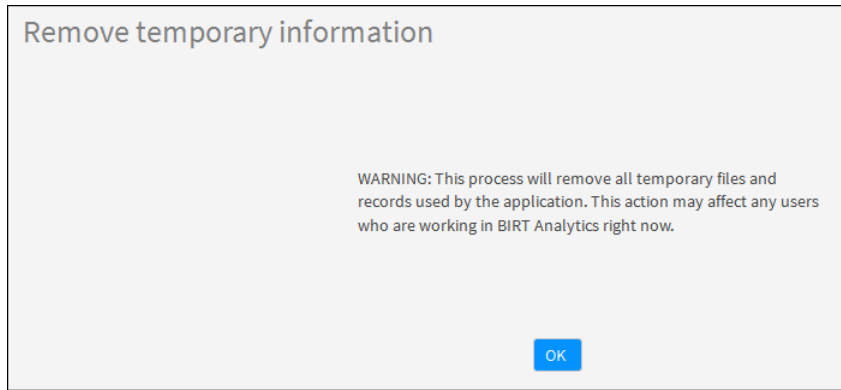 Remove temporary information
WARNING: This process will remove all temporary files and
records used by the application. This action may affect any users
who are working in BIRT Analytics right now.
OK